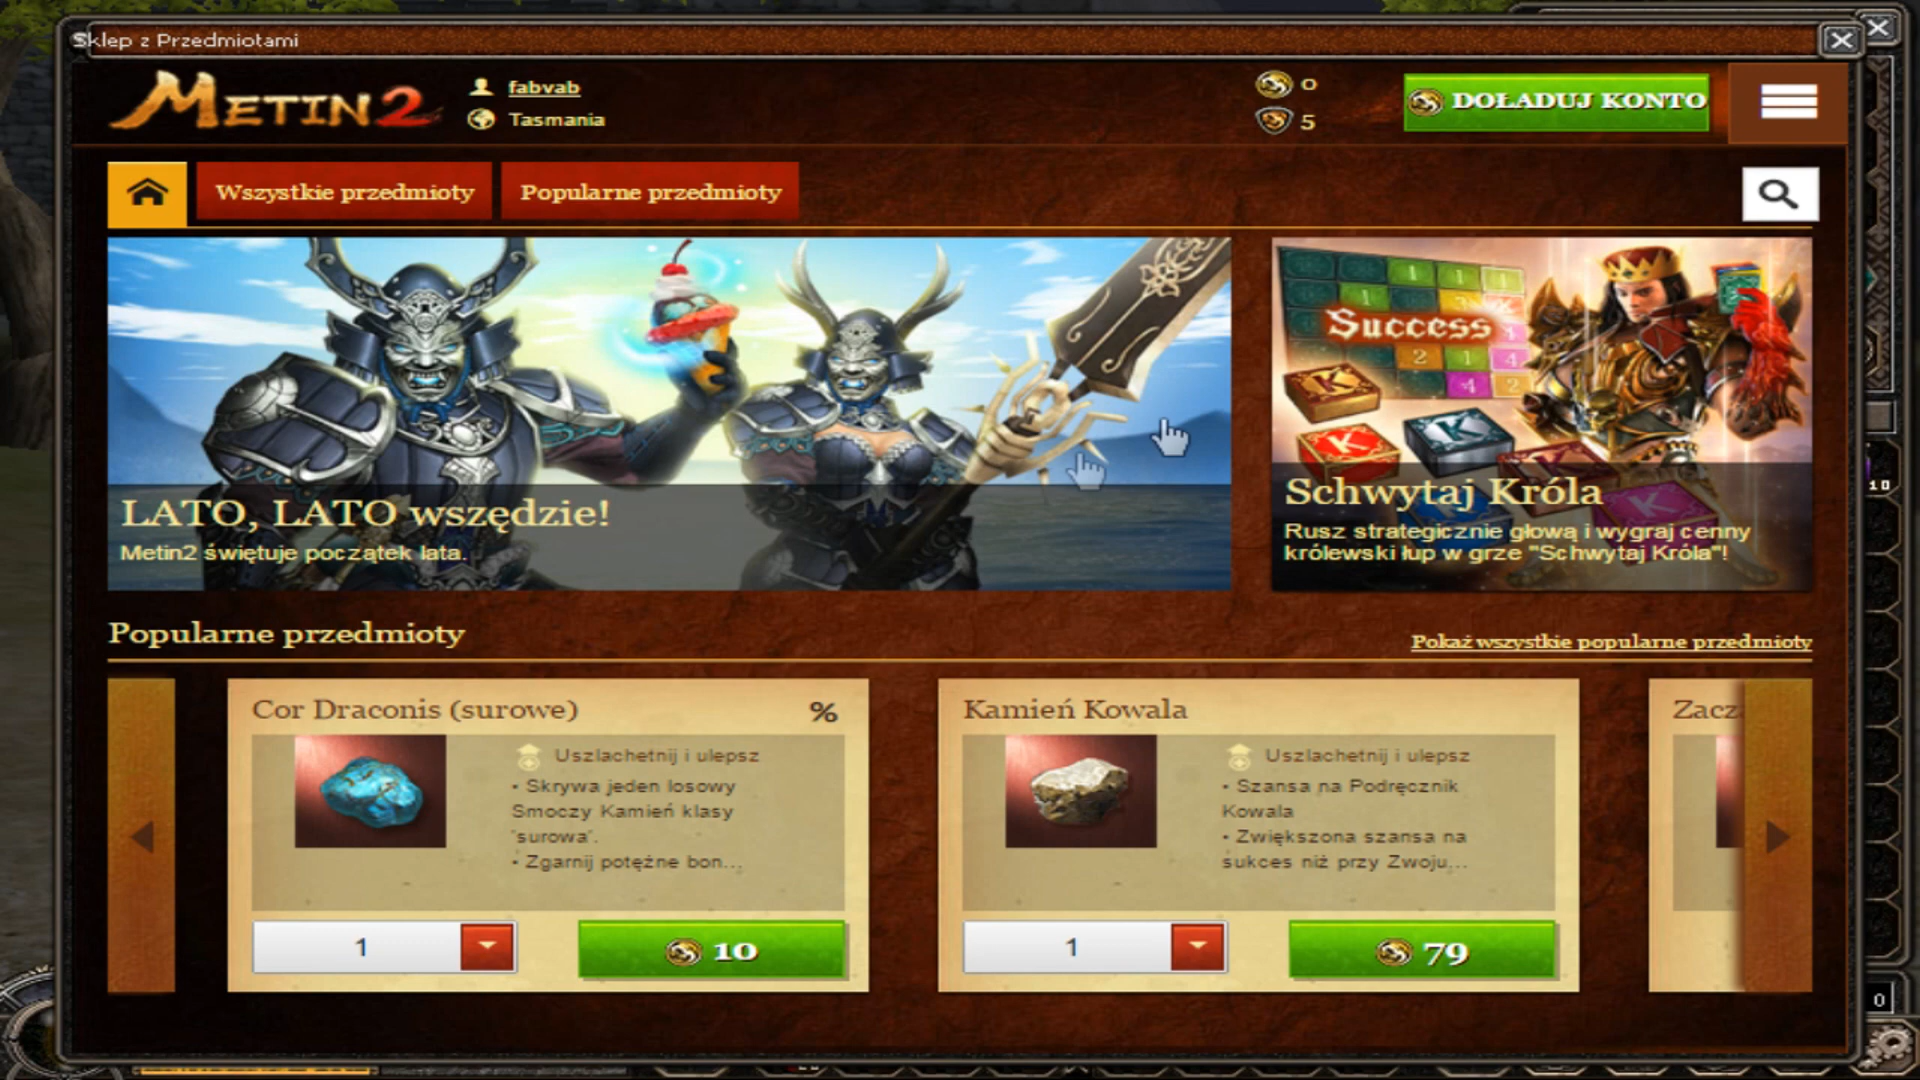 Sklep z Przedmiotami
METIN2
fabvab
Tasmania
0
5
DOŁADUJ KONTO
Wszystkie przedmioty
Popularne przedmioty
Success
LATO, LATO wszędzie!
Metin2 świętuje początek lata.
Schwytaj Króla
Rusz strategicznie głową i wygraj cenny
królewski łup w grze "Schwytaj Króla"!
10
Popularne przedmioty
Pokaż wszystkie popularne przedmioty
Cor Draconis (surowe)
%
Uszlachetnij i ulepsz
• Skrywa jeden losowy
Smoczy Kamień klasy
"surowa".
• Zgarnij potężne bon...
1
10
Kamień Kowala
Uszlachetnij i ulepsz
• Szansa na Podręcznik
Kowala
• Zwiększona szansa na
sukces niż przy Zwoju...
1
79
Zacz
0